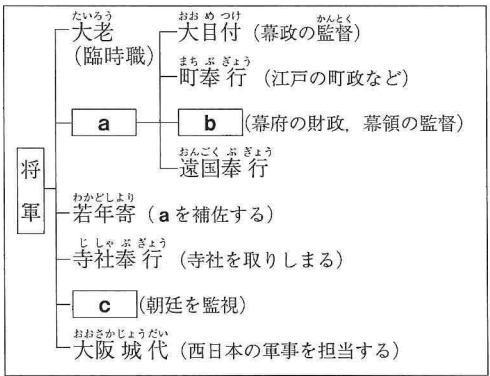 たいろう
大老
(臨時職)
おおめつけ かんとく
大目付 (幕政の監督)
まちぶぎょう
町奉行 (江戸の町政など)
a
b (幕府の財政,幕領の監督)
おんごくぶぎょう
遠国奉行
将軍
わかどしより
若年寄 (aを補佐する)
じしゃぶぎょう
寺社奉行 (寺社を取りしまる)
c (朝廷を監視)
おおさかじょうだい
大阪城代 (西日本の軍事を担当する)